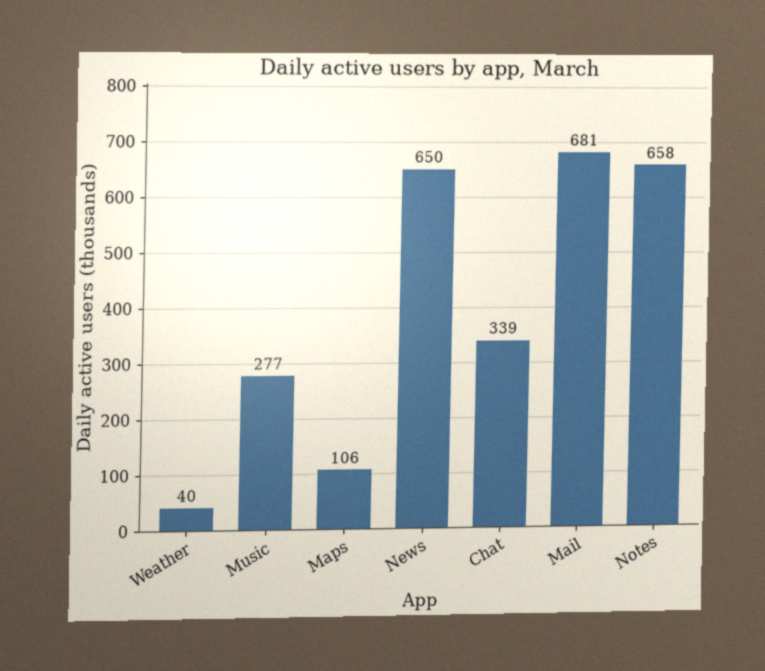 Daily active users by app, March
Daily active users (thousands)
800
700
600
500
400
300
200
100
0
40
277
106
650
339
681
658
Weather
Music
Maps
News
Chat
Mail
Notes
App